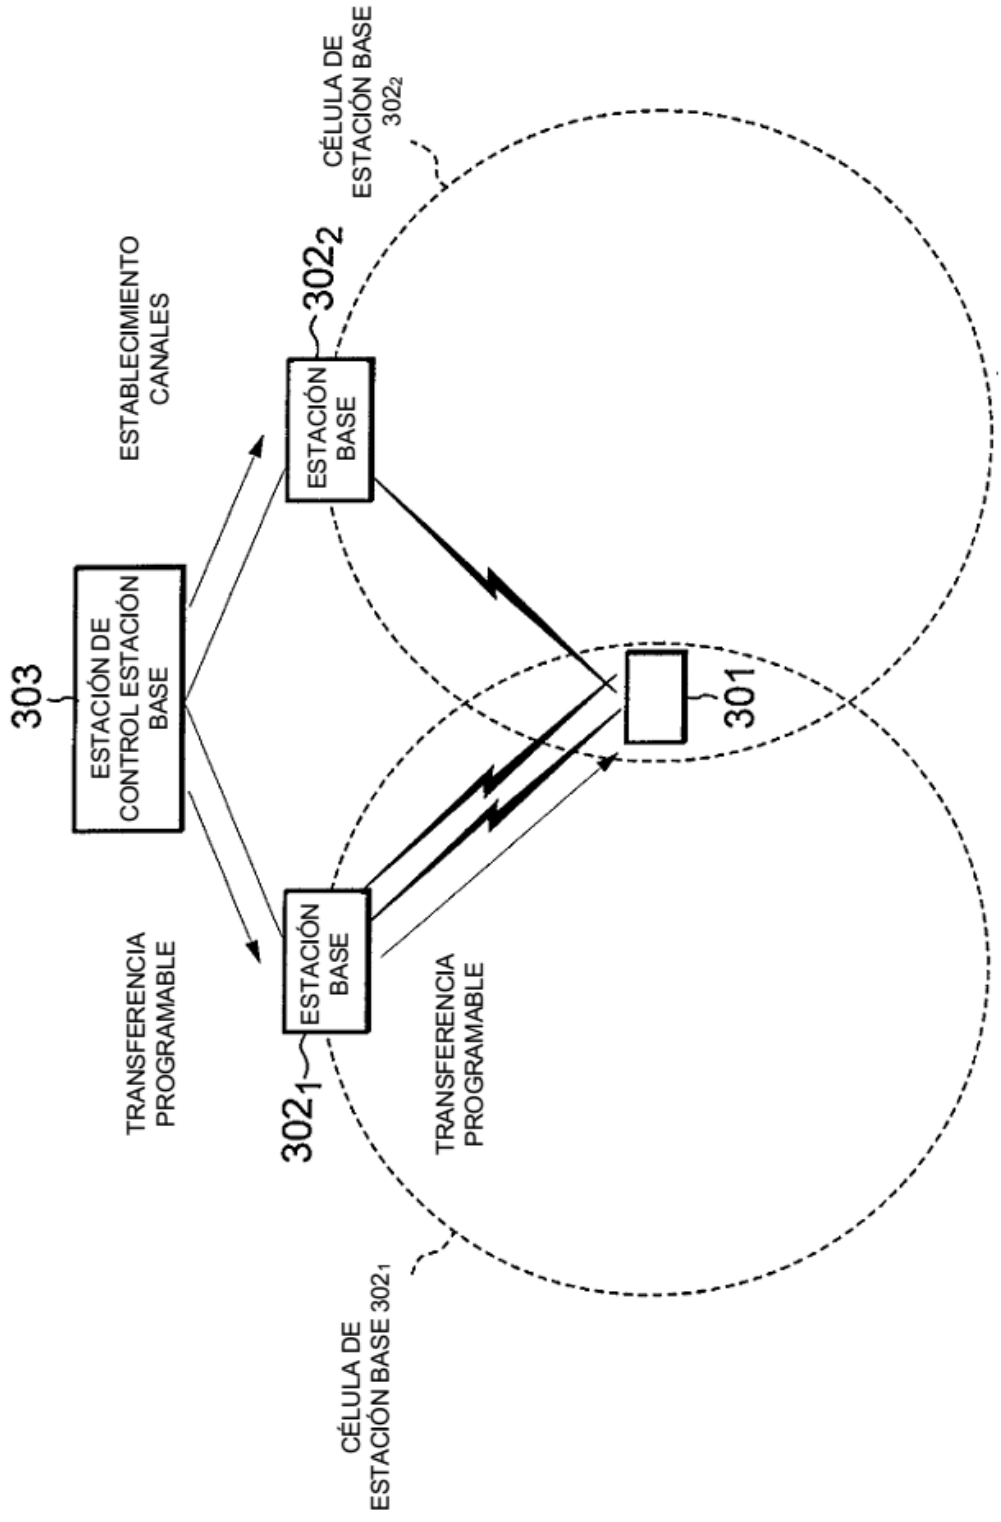 303
ESTACIÓN DE
CONTROL ESTACIÓN
BASE
TRANSFERENCIA
PROGRAMABLE
ESTABLECIMIENTO
CANALES
302₁
ESTACIÓN
BASE
ESTACIÓN
BASE
302₂
CÉLULA DE
ESTACIÓN BASE
302₂
CÉLULA DE
ESTACIÓN BASE 302₁
TRANSFERENCIA
PROGRAMABLE
301